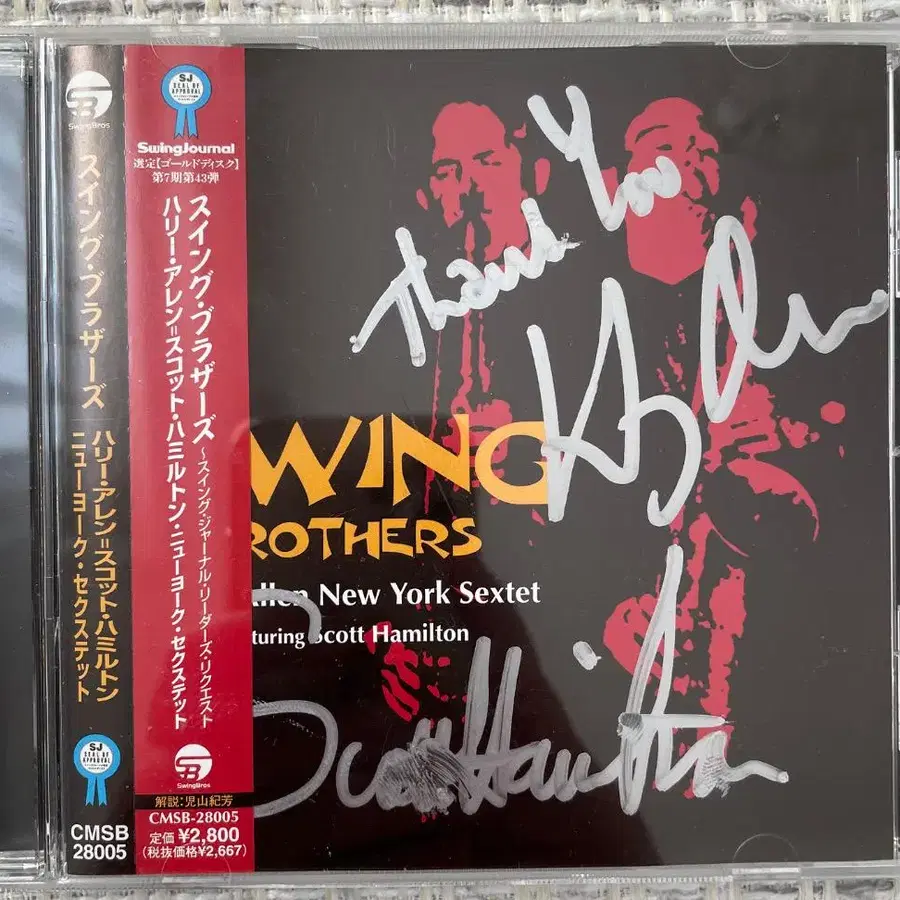 SwingBros
スイング・ブラザーズ
ハリー・アレン=スコット・ハミルトン
ニューヨーク・セクステット
SJ
SEAL OF
APPROVAL
CMSB
28005
SJ
SEAL OF
APPROVAL
SwingJournal
選定【ゴールドディスク】
第7期第43弾
スイング・ブラザーズ
〜スイング・ジャーナル・リーダーズ・リクエスト
ハリー・アレン=スコット・ハミルトン・ニューヨーク・セクステット
SwingBros
解説:児山紀芳
CMSB-28005
定価 ¥2,800
(税抜価格¥2,667)
Thank You
WING
ROTHERS
Allen New York Sextet
turing Scott Hamilton
Scott Hamilton